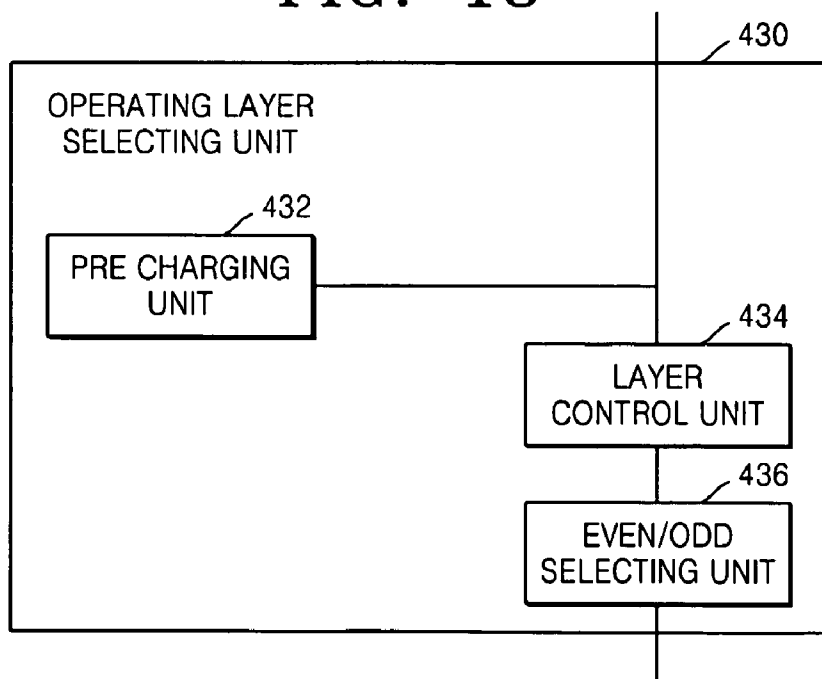 430
OPERATING LAYER
SELECTING UNIT
432
PRE CHARGING
UNIT
434
LAYER
CONTROL UNIT
436
EVEN/ODD
SELECTING UNIT